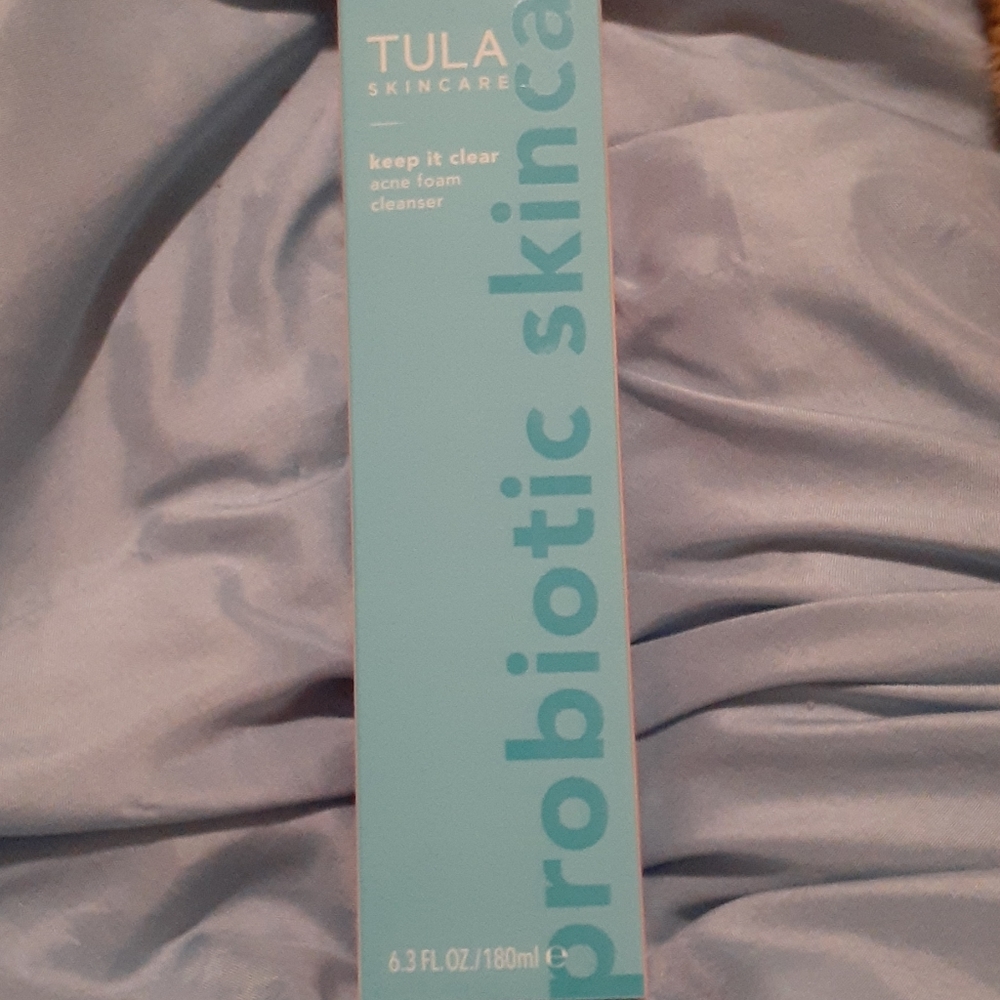 TULA
SKINCARE
keep it clear
acne foam
cleanser
probiotic skinca
6.3 FL.OZ./180ml ℮